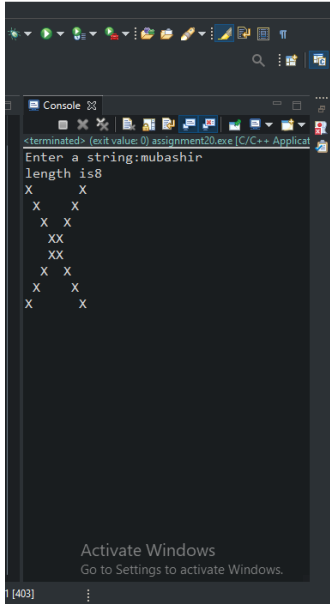 Console
<terminated> (exit value: 0) assignment20.exe [C/C++ Applicat
Enter a string:mubashir
length is8
x      x
 x    x
  x  x
   xx
   xx
  x  x
 x    x
x      x
Activate Windows
Go to Settings to activate Windows.
1 [403]